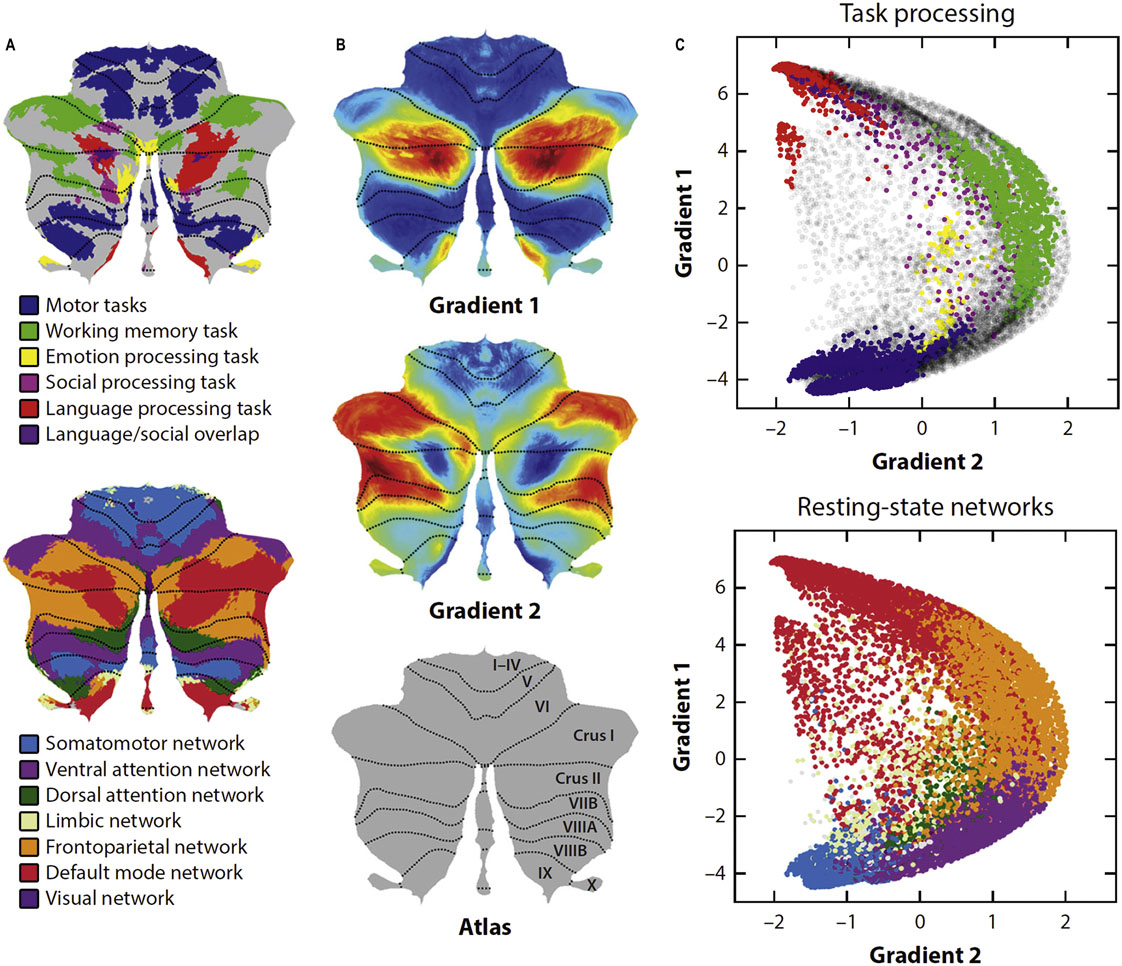 A
Motor tasks
Working memory task
Emotion processing task
Social processing task
Language processing task
Language/social overlap
Somatomotor network
Ventral attention network
Dorsal attention network
Limbic network
Frontoparietal network
Default mode network
Visual network
B
Gradient 1
Gradient 2
I–IV
V
VI
Crus I
Crus II
VIIB
VIIIA
VIIIB
IX
X
Atlas
C
Task processing
Gradient 1
6
4
2
0
–2
–4
–2
–1
0
1
2
Gradient 2
Resting-state networks
Gradient 1
6
4
2
0
–2
–4
–2
–1
0
1
2
Gradient 2